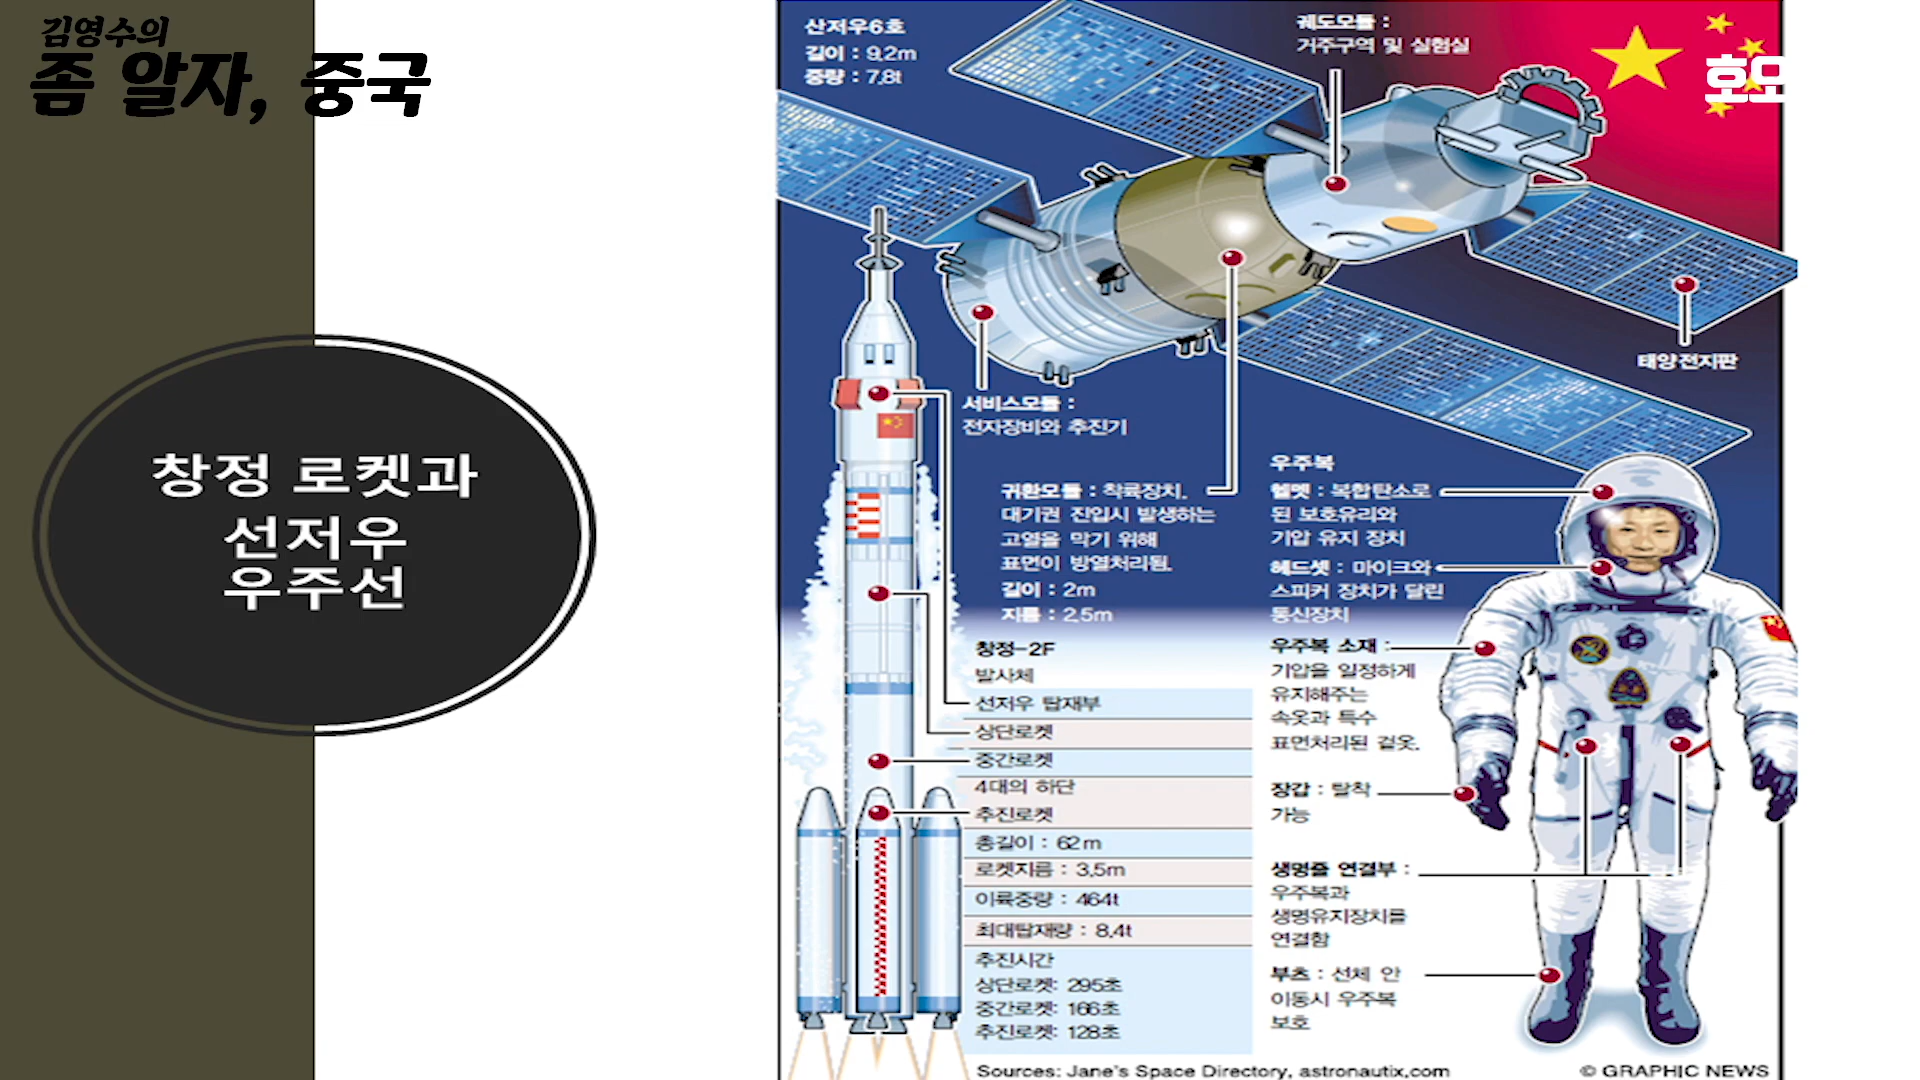 김영수의
좀 알자, 중국
창정 로켓과
선저우
우주선
산저우6호
길이 : 9.2m
중량 : 7.8t
궤도모듈 :
거주구역 및 실험실
태양전지판
서비스모듈 :
전자장비와 추진기
귀환모듈 : 착륙장치.
대기권 진입시 발생하는
고열을 막기 위해
표면이 방열처리됨.
길이 : 2m
지름 : 2.5m
우주복
헬멧 : 복합탄소로
된 보호유리와
기압 유지 장치
헤드셋 : 마이크와
스피커 장치가 달린
통신장치
우주복 소재 :
기압을 일정하게
유지해주는
속옷과 특수
표면처리된 겉옷.
장갑 : 탈착
가능
생명줄 연결부 :
우주복과
생명유지장치를
연결함
부츠 : 선체 안
이동시 우주복
보호
창정-2F
발사체
선저우 탑재부
상단로켓
중간로켓
4대의 하단
추진로켓
총길이 : 62m
로켓지름 : 3.5m
이륙중량 : 464t
최대탑재량 : 8.4t
추진시간
상단로켓: 295초
중간로켓: 166초
추진로켓: 128초
Sources: Jane's Space Directory, astronautix.com
© GRAPHIC NEWS